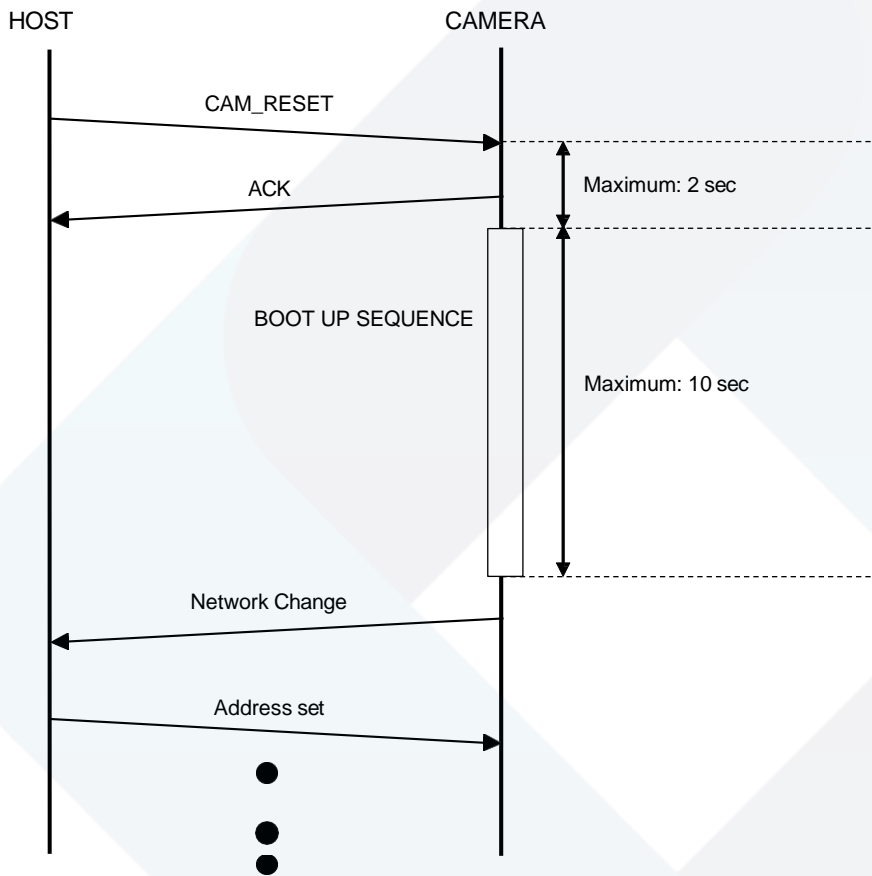 HOST
CAMERA
CAM_RESET
Maximum: 2 sec
ACK
BOOT UP SEQUENCE
Maximum: 10 sec
Network Change
Address set